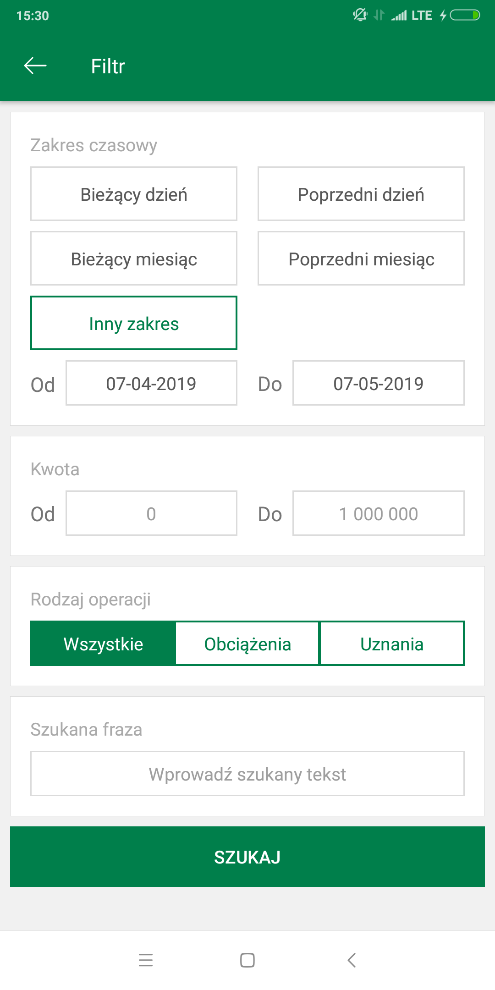 15:30 LTE
Filtr
Zakres czasowy
Bieżący dzień Poprzedni dzień
Bieżący miesiąc Poprzedni miesiąc
Inny zakres
Od 07-04-2019 Do 07-05-2019
Kwota
Od 0 Do 1 000 000
Rodzaj operacji
Wszystkie Obciążenia Uznania
Szukana fraza
Wprowadź szukany tekst
SZUKAJ